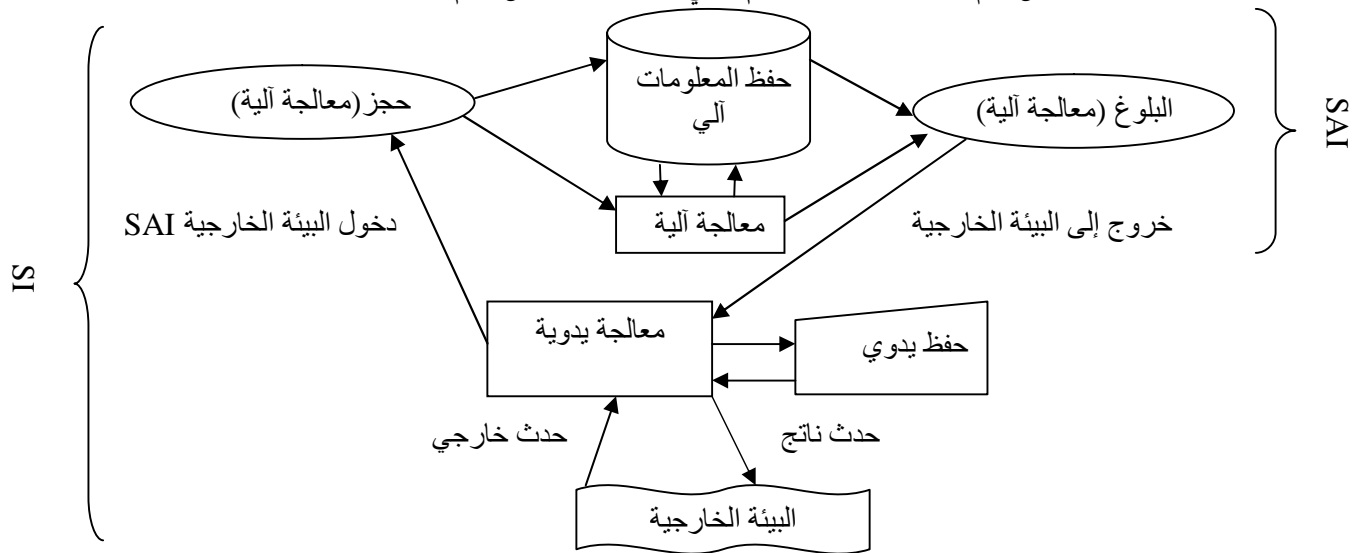 حجز(معالجة آلية)
حفظ المعلومات
آلي
البلوغ (معالجة آلية)
SAI
معالجة آلية
دخول البيئة الخارجية SAI
خروج إلى البيئة الخارجية
SI
معالجة يدوية
حفظ يدوي
حدث خارجي
حدث ناتج
البيئة الخارجية